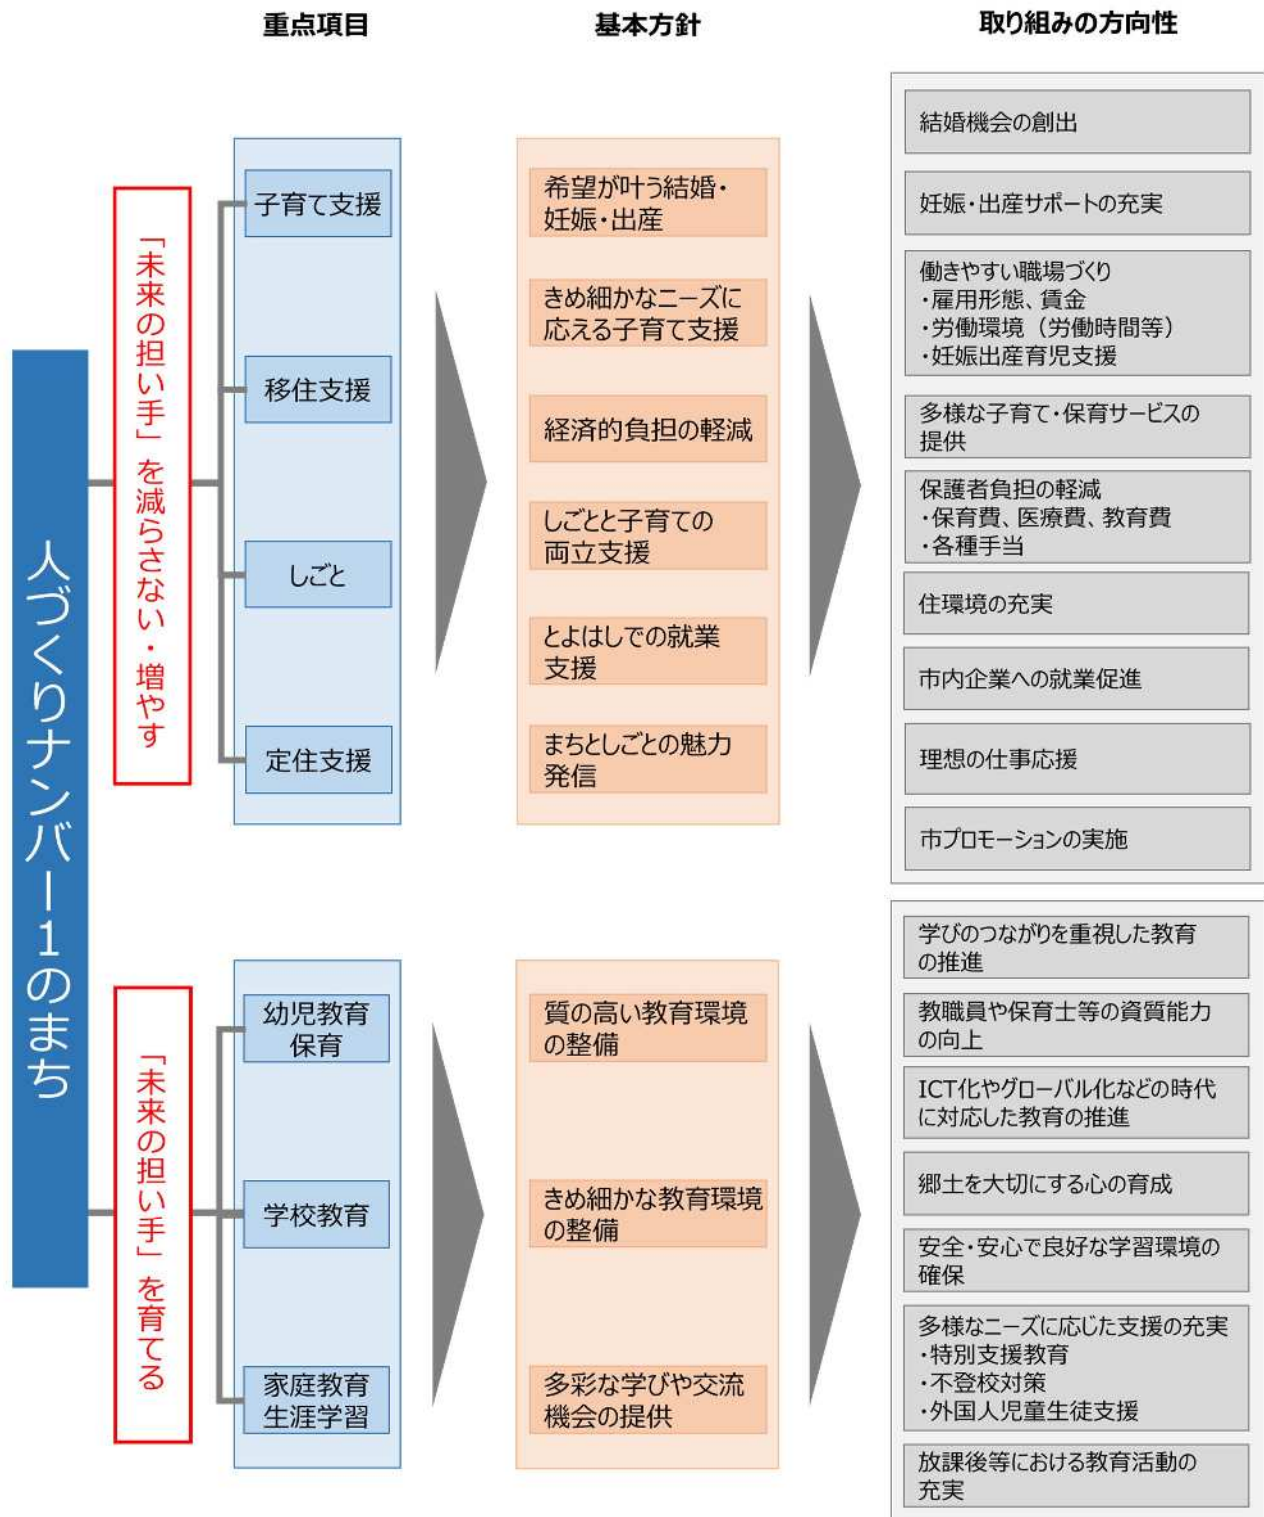 重点項目
基本方針
取り組みの方向性
人づくりナンバー1のまち
「未来の担い手」を減らさない・増やす
子育て支援
移住支援
しごと
定住支援
希望が叶う結婚・
妊娠・出産
きめ細かなニーズに
応える子育て支援
経済的負担の軽減
しごとと子育ての
両立支援
とよはしでの就業
支援
まちとしごとの魅力
発信
結婚機会の創出
妊娠・出産サポートの充実
働きやすい職場づくり
・雇用形態、賃金
・労働環境（労働時間等）
・妊娠出産育児支援
多様な子育て・保育サービスの
提供
保護者負担の軽減
・保育費、医療費、教育費
・各種手当
住環境の充実
市内企業への就業促進
理想の仕事応援
市プロモーションの実施
「未来の担い手」を育てる
幼児教育
保育
学校教育
家庭教育
生涯学習
質の高い教育環境
の整備
きめ細かな教育環境
の整備
多彩な学びや交流
機会の提供
学びのつながりを重視した教育
の推進
教職員や保育士等の資質能力
の向上
ICT化やグローバル化などの時代
に対応した教育の推進
郷土を大切にする心の育成
安全・安心で良好な学習環境の
確保
多様なニーズに応じた支援の充実
・特別支援教育
・不登校対策
・外国人児童生徒支援
放課後等における教育活動の
充実